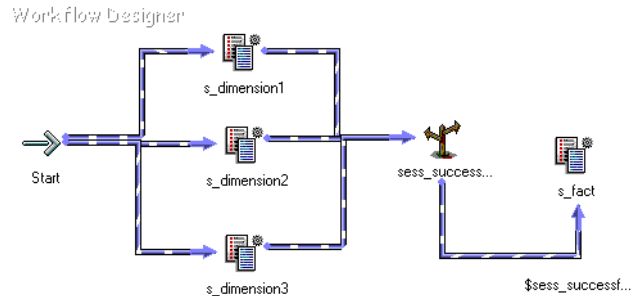 Workflow Designer
s_dimension1
Start
s_dimension2
sess_success...
s_fact
s_dimension3
$sess_successf...